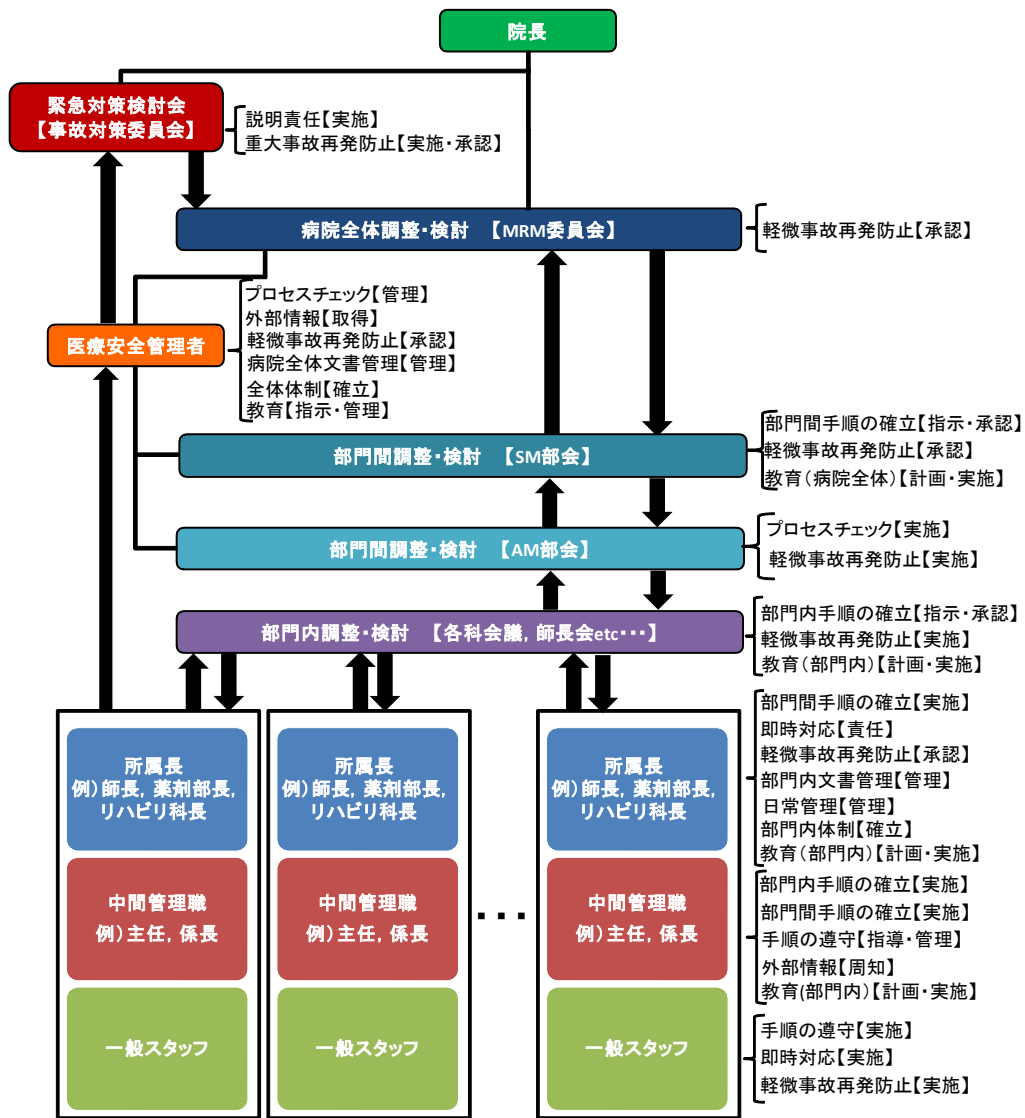 院長
緊急対策検討会
【事故対策委員会】
説明責任【実施】
重大事故再発防止【実施・承認】
病院全体調整・検討　【MRM委員会】
軽微事故再発防止【承認】
医療安全管理者
プロセスチェック【管理】
外部情報【取得】
軽微事故再発防止【承認】
病院全体文書管理【管理】
全体体制【確立】
教育【指示・管理】
部門間調整・検討　【SM部会】
部門間手順の確立【指示・承認】
軽微事故再発防止【承認】
教育（病院全体）【計画・実施】
部門間調整・検討　【AM部会】
プロセスチェック【実施】
軽微事故再発防止【実施】
部門内調整・検討　【各科会議，師長会etc・・・】
部門内手順の確立【指示・承認】
軽微事故再発防止【実施】
教育（部門内）【計画・実施】
所属長
例）師長，薬剤部長，
リハビリ科長
中間管理職
例）主任，係長
一般スタッフ
所属長
例）師長，薬剤部長，
リハビリ科長
中間管理職
例）主任，係長
一般スタッフ
・・・
所属長
例）師長，薬剤部長，
リハビリ科長
中間管理職
例）主任，係長
一般スタッフ
部門間手順の確立【実施】
即時対応【責任】
軽微事故再発防止【承認】
部門内文書管理【管理】
日常管理【管理】
部門内体制【確立】
教育（部門内）【計画・実施】
部門内手順の確立【実施】
部門間手順の確立【実施】
手順の遵守【指導・管理】
外部情報【周知】
教育(部門内)【計画・実施】
手順の遵守【実施】
即時対応【実施】
軽微事故再発防止【実施】